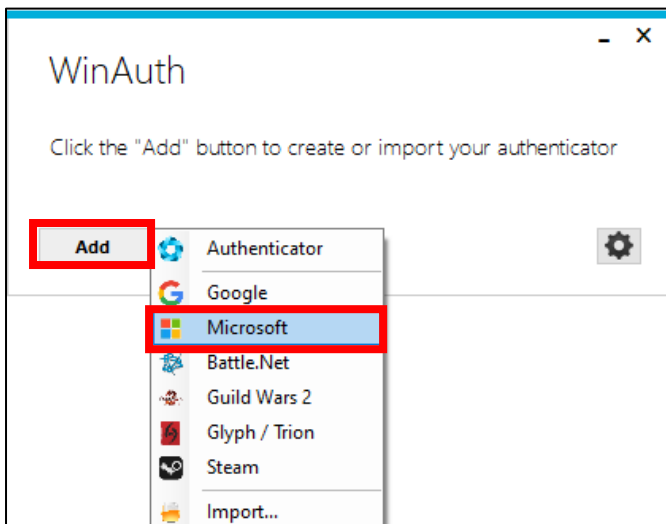 WinAuth
Click the "Add" button to create or import your authenticator
Add
Authenticator
Google
Microsoft
Battle.Net
Guild Wars 2
Glyph / Trion
Steam
Import...